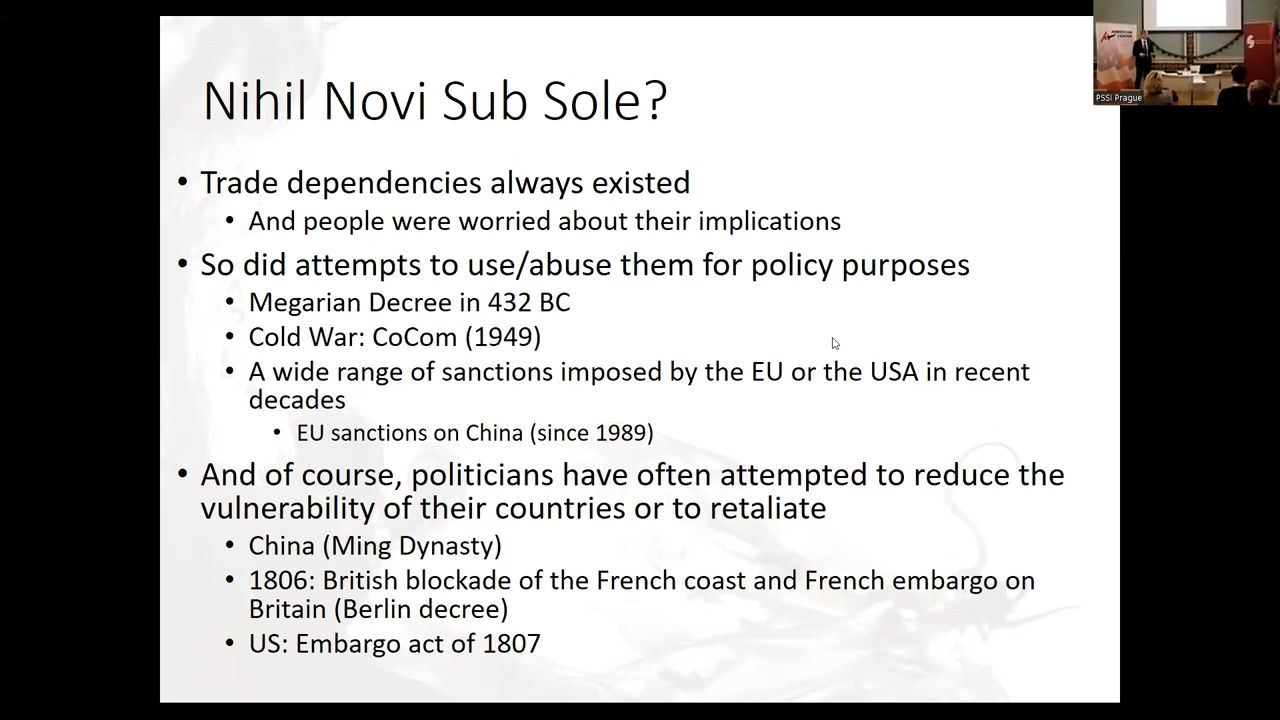 Nihil Novi Sub Sole?
• Trade dependencies always existed
• And people were worried about their implications
• So did attempts to use/abuse them for policy purposes
• Megarian Decree in 432 BC
• Cold War: CoCom (1949)
• A wide range of sanctions imposed by the EU or the USA in recent
decades
• EU sanctions on China (since 1989)
• And of course, politicians have often attempted to reduce the
vulnerability of their countries or to retaliate
• China (Ming Dynasty)
• 1806: British blockade of the French coast and French embargo on
Britain (Berlin decree)
• US: Embargo act of 1807
AMERICAN
CENTER
PSSI Prague